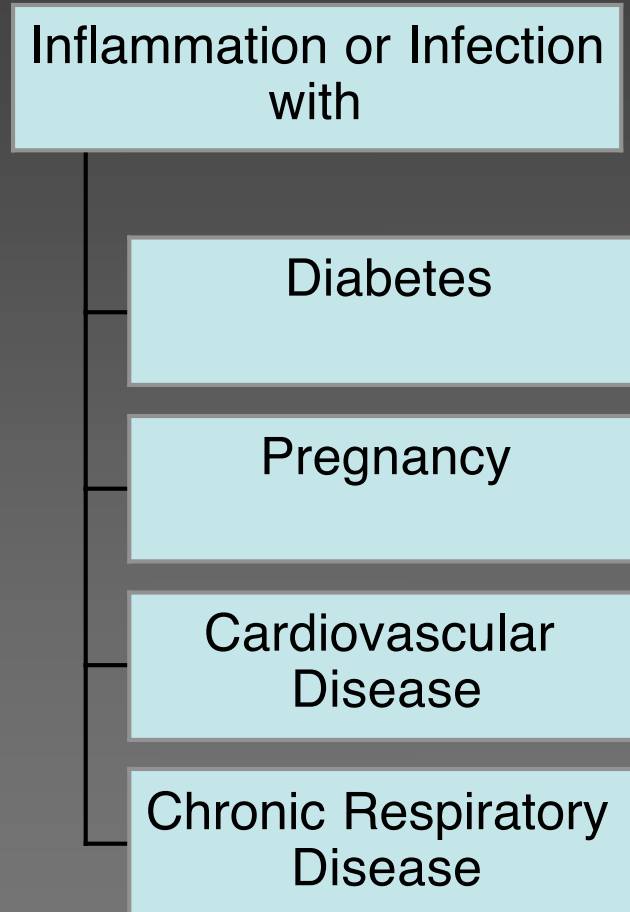 Inflammation or Infection
with
Diabetes
Pregnancy
Cardiovascular
Disease
Chronic Respiratory
Disease